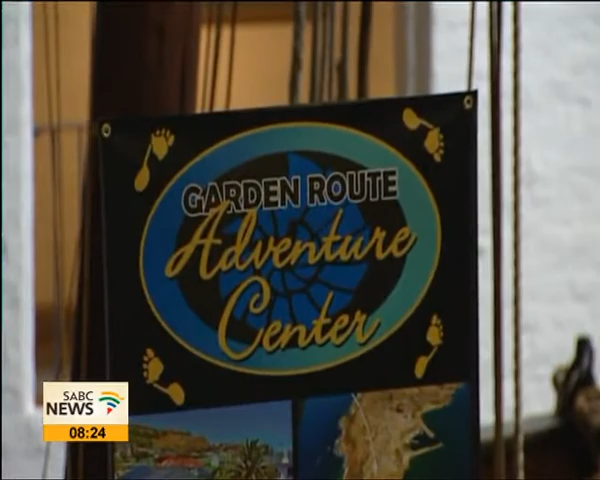 GARDEN ROUTE
Adventure
Center
SABC
NEWS
08:24